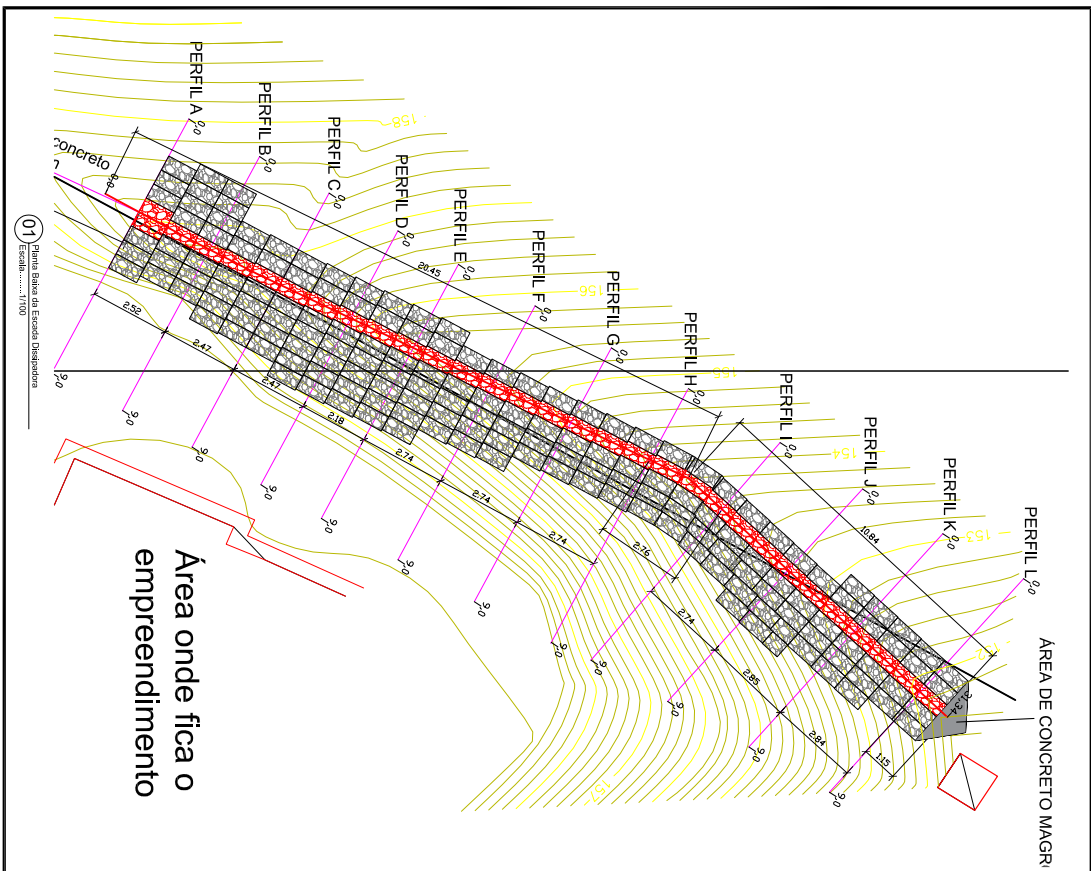 PERFIL A
PERFIL B
PERFIL C
PERFIL D
PERFIL E
PERFIL F
PERFIL G
PERFIL H
PERFIL I
PERFIL J
PERFIL K
PERFIL L
ÁREA DE CONCRETO MAGR
concreto
158
156
155
154
153
157
20.45
10.84
2.52
2.47
2.47
2.18
2.74
2.74
2.74
2.76
2.74
2.85
2.84
1.15
Área onde fica o
empreendimento
01
Planta Baixa da Escada Dissipadora
Escala.........1/100